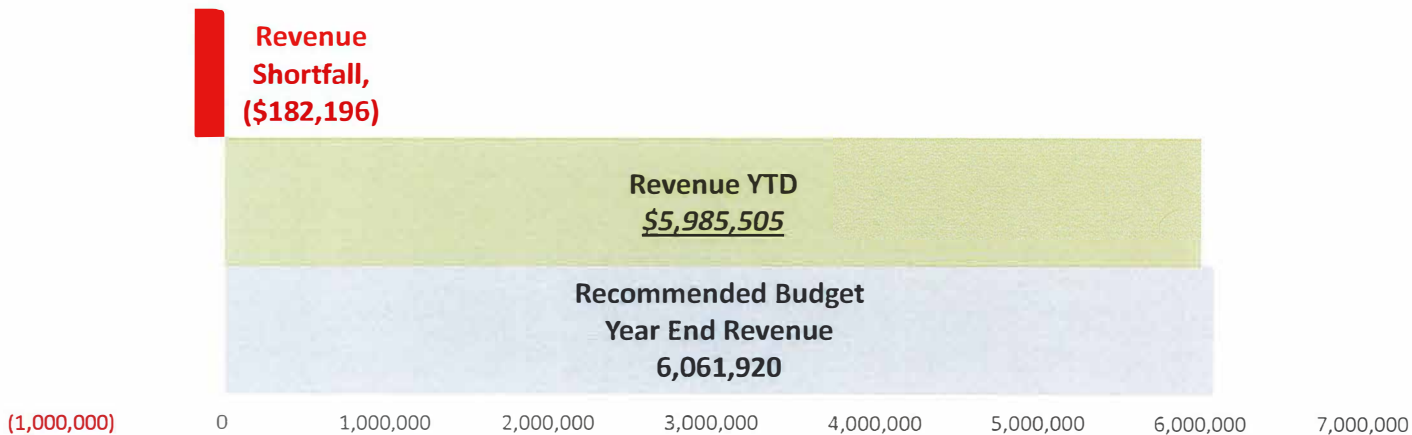 Revenue
Shortfall,
($182,196)
Revenue YTD
$5,985,505
Recommended Budget
Year End Revenue
6,061,920
(1,000,000) 0 1,000,000 2,000,000 3,000,000 4,000,000 5,000,000 6,000,000 7,000,000